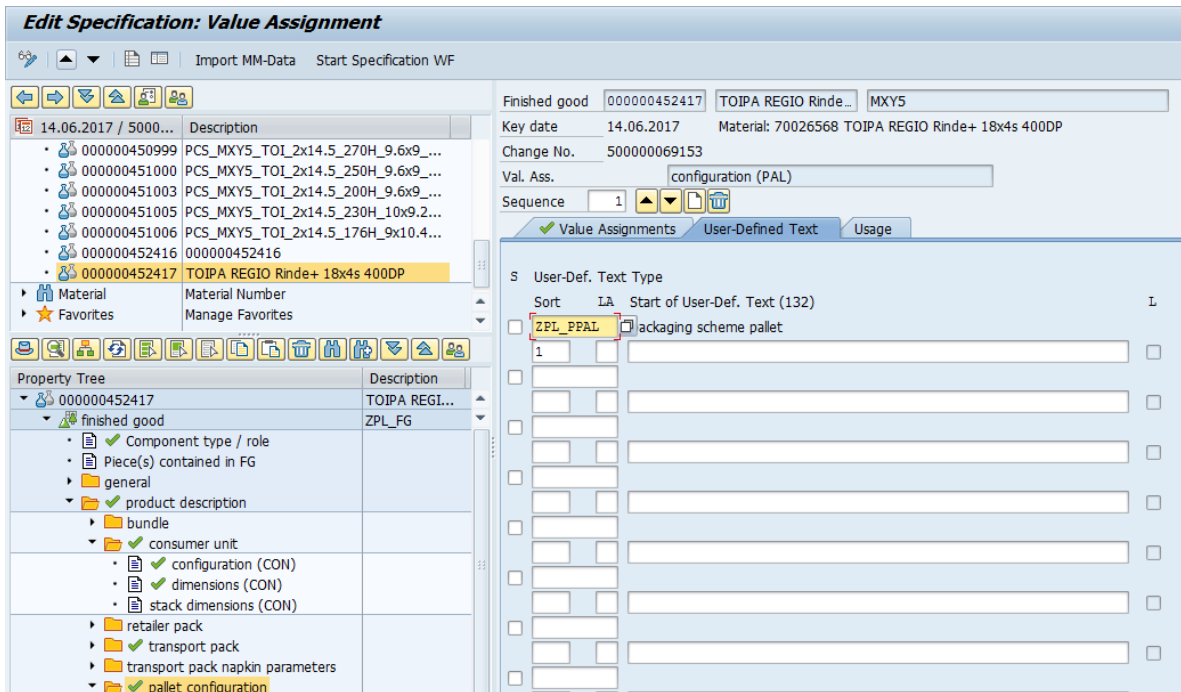 Edit Specification: Value Assignment
Import MM-Data Start Specification WF
14.06.2017 / 5000... Description
000000450999 PCS_MXY5_TOI_2x14.5_270H_9.6x9_...
000000451000 PCS_MXY5_TOI_2x14.5_250H_9.6x9_...
000000451003 PCS_MXY5_TOI_2x14.5_200H_9.6x9_...
000000451005 PCS_MXY5_TOI_2x14.5_230H_10x9.2...
000000451006 PCS_MXY5_TOI_2x14.5_176H_9x10.4...
000000452416 000000452416
000000452417 TOIPA REGIO Rinde+ 18x4s 400DP
Material Material Number
Favorites Manage Favorites
Property Tree Description
000000452417 TOIPA REGI...
finished good ZPL_FG
Component type / role
Piece(s) contained in FG
general
product description
bundle
consumer unit
configuration (CON)
dimensions (CON)
stack dimensions (CON)
retailer pack
transport pack
transport pack napkin parameters
pallet configuration
Finished good 000000452417 TOIPA REGIO Rinde... MXY5
Key date 14.06.2017 Material: 70026568 TOIPA REGIO Rinde+ 18x4s 400DP
Change No. 500000069153
Val. Ass. configuration (PAL)
Sequence 1
Value Assignments User-Defined Text Usage
S User-Def. Text Type
Sort LA Start of User-Def. Text (132) L
ZPL_PPAL ackaging scheme pallet
1